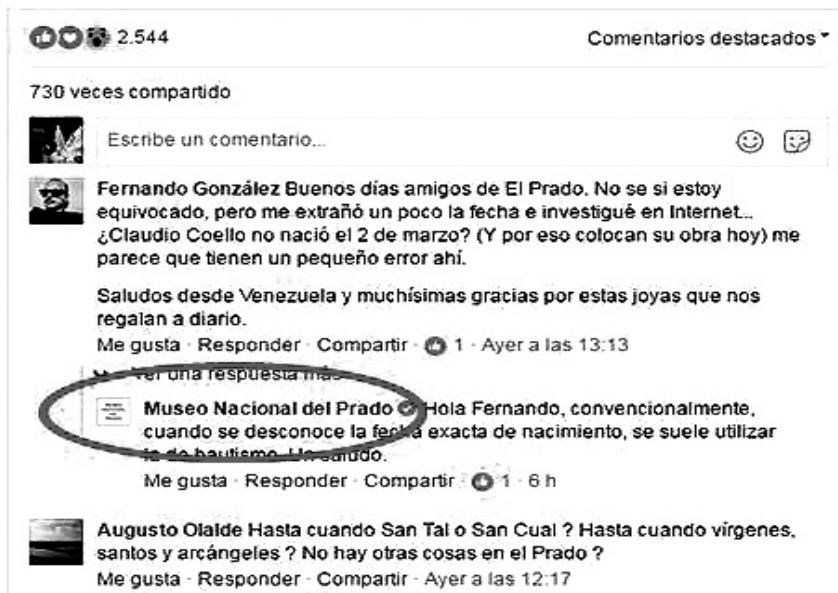 2.544
Comentarios destacados
730 veces compartido
Escribe un comentario...
Fernando González Buenos días amigos de El Prado. No se si estoy
equivocado, pero me extrañó un poco la fecha e investigué en Internet...
¿Claudio Coello no nació el 2 de marzo? (Y por eso colocan su obra hoy) me
parece que tienen un pequeño error ahí.
Saludos desde Venezuela y muchísimas gracias por estas joyas que nos
regalan a diario.
Me gusta · Responder · Compartir · 1 · Ayer a las 13:13
Ver una respuesta más
Museo Nacional del Prado Hola Fernando, convencionalmente,
cuando se desconoce la fecha exacta de nacimiento, se suele utilizar
la de bautismo. Un saludo.
Me gusta · Responder · Compartir · 1 · 6 h
Augusto Olalde Hasta cuando San Tal o San Cual ? Hasta cuando vírgenes,
santos y arcángeles ? No hay otras cosas en el Prado ?
Me gusta · Responder · Compartir · Ayer a las 12:17